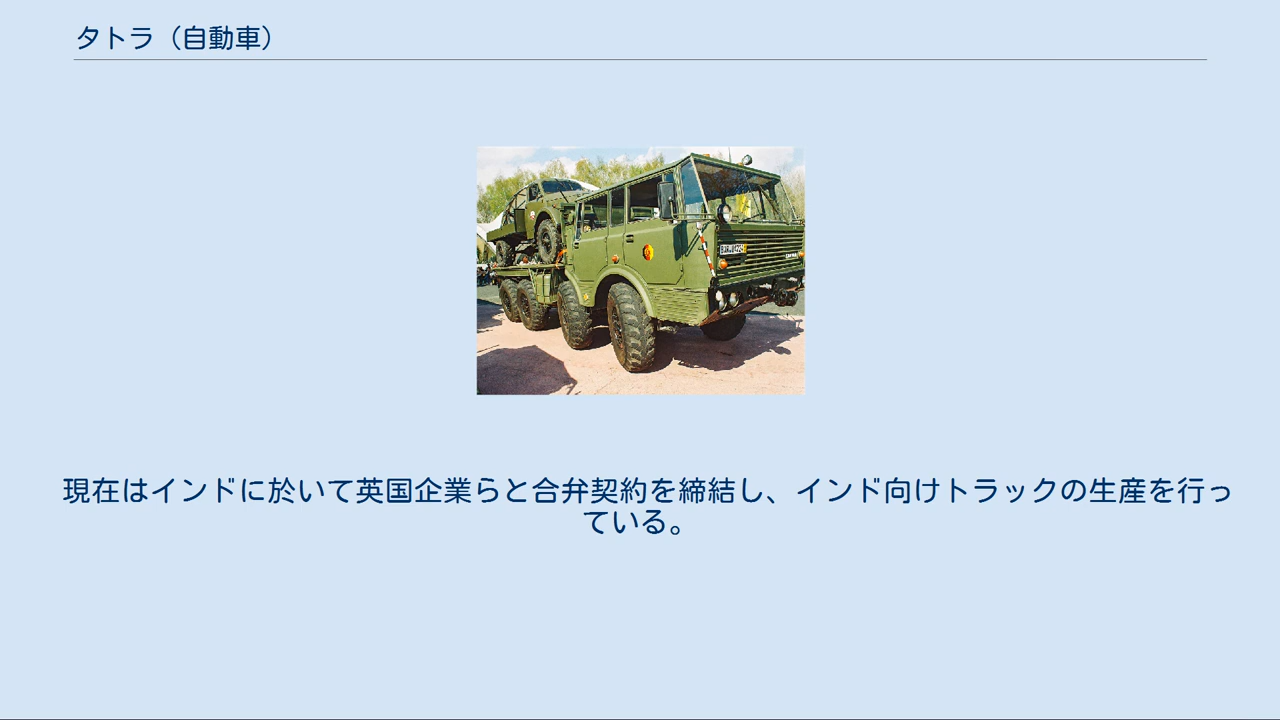 タトラ（自動車）
現在はインドに於いて英国企業らと合弁契約を締結し、インド向けトラックの生産を行っ
ている。